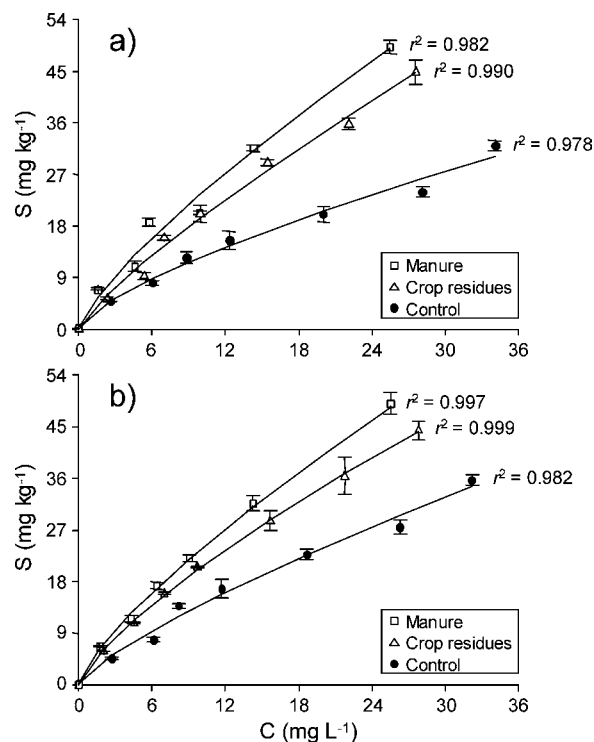 a)
S (mg kg⁻¹)
54
45
36
27
18
9
0
r² = 0.982
r² = 0.990
r² = 0.978
Manure
Crop residues
Control
0 6 12 18 24 30 36
b)
S (mg kg⁻¹)
54
45
36
27
18
9
0
r² = 0.997
r² = 0.999
r² = 0.982
Manure
Crop residues
Control
0 6 12 18 24 30 36
C (mg L⁻¹)